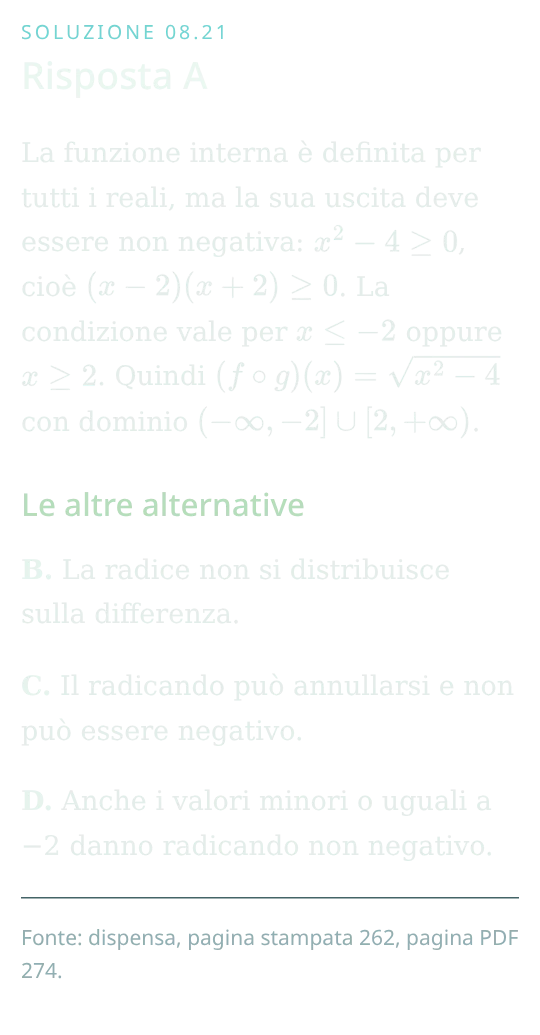 SOLUZIONE 08.21
Risposta A
La funzione interna è definita per
tutti i reali, ma la sua uscita deve
essere non negativa: x² − 4 ≥ 0,
cioè (x − 2)(x + 2) ≥ 0. La
condizione vale per x ≤ −2 oppure
x ≥ 2. Quindi (f ∘ g)(x) = √(x² − 4)
con dominio (−∞, −2] ∪ [2, +∞).
Le altre alternative
B. La radice non si distribuisce
sulla differenza.
C. Il radicando può annullarsi e non
può essere negativo.
D. Anche i valori minori o uguali a
−2 danno radicando non negativo.
Fonte: dispensa, pagina stampata 262, pagina PDF
274.